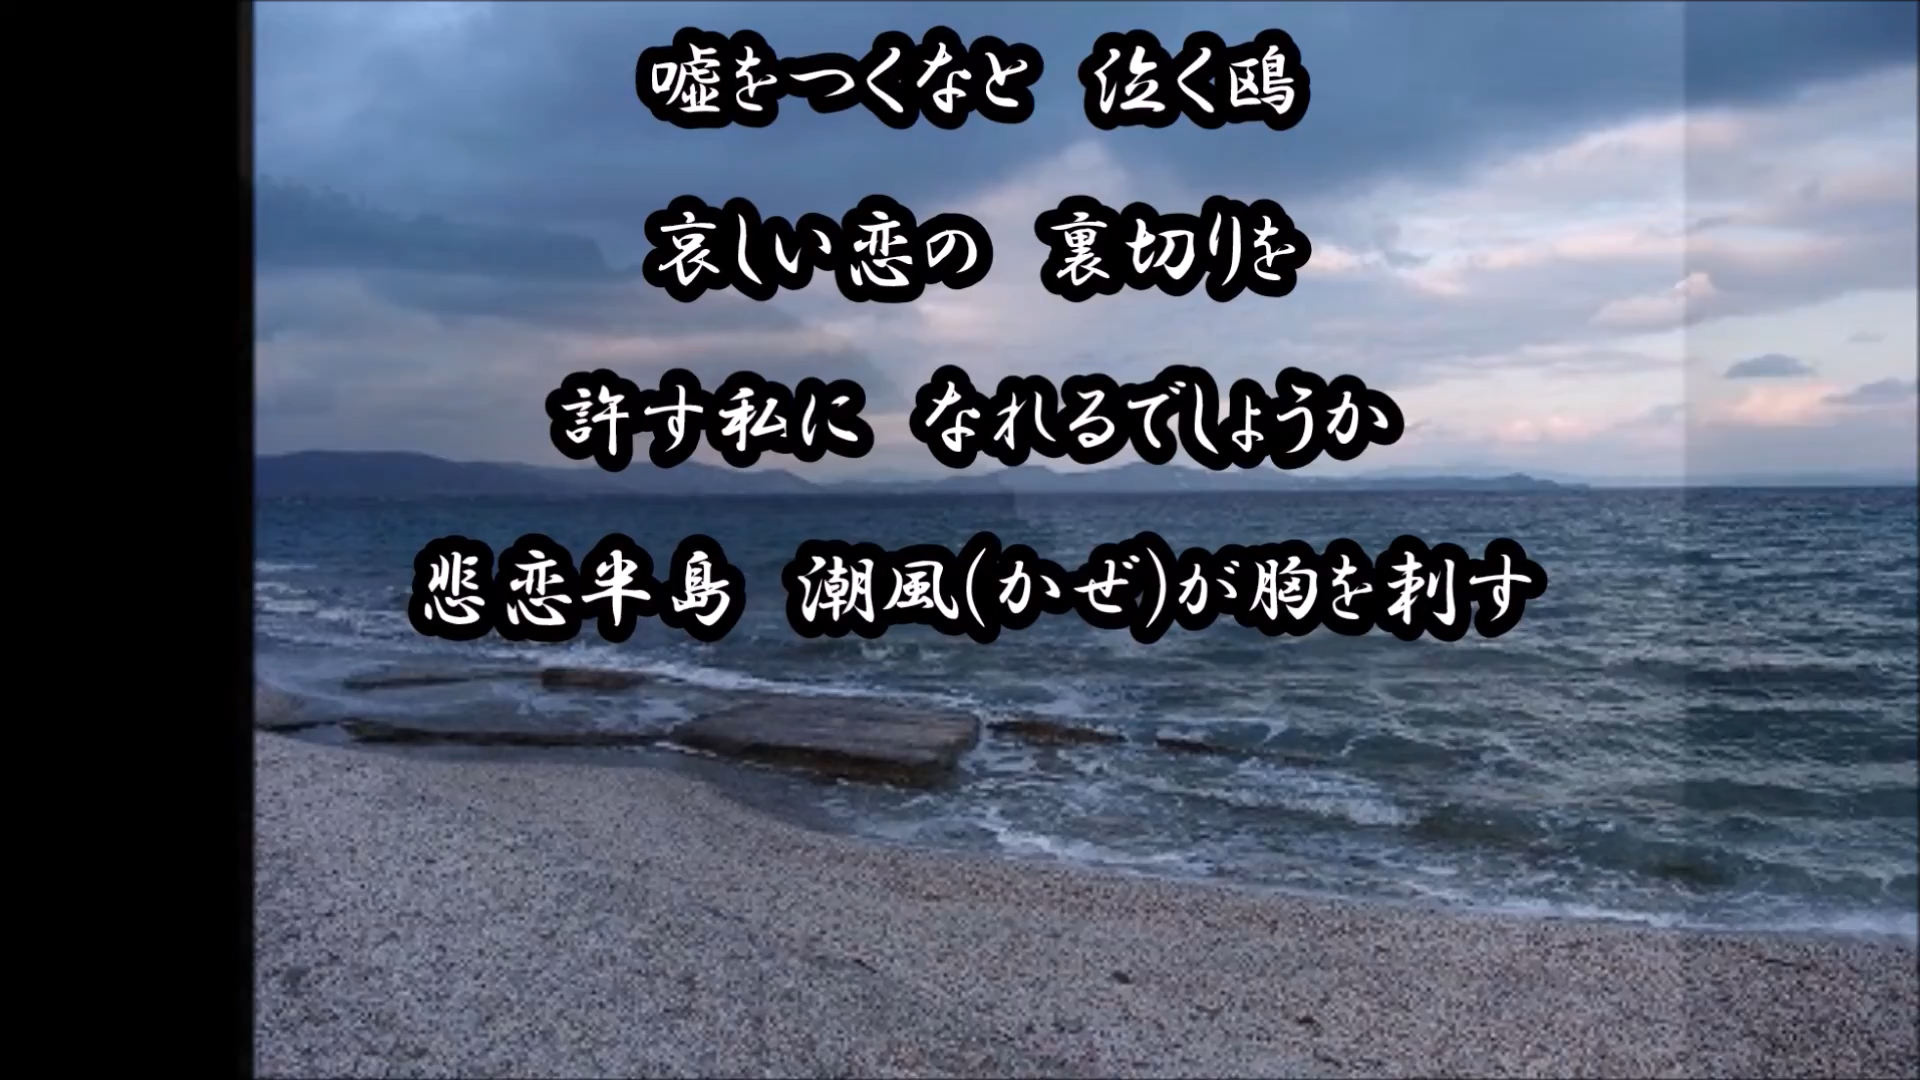 嘘をつくなと　泣く鴎
哀しい恋の　裏切りを
許す私に　なれるでしょうか
悲恋半島　潮風(かぜ)が胸を刺す